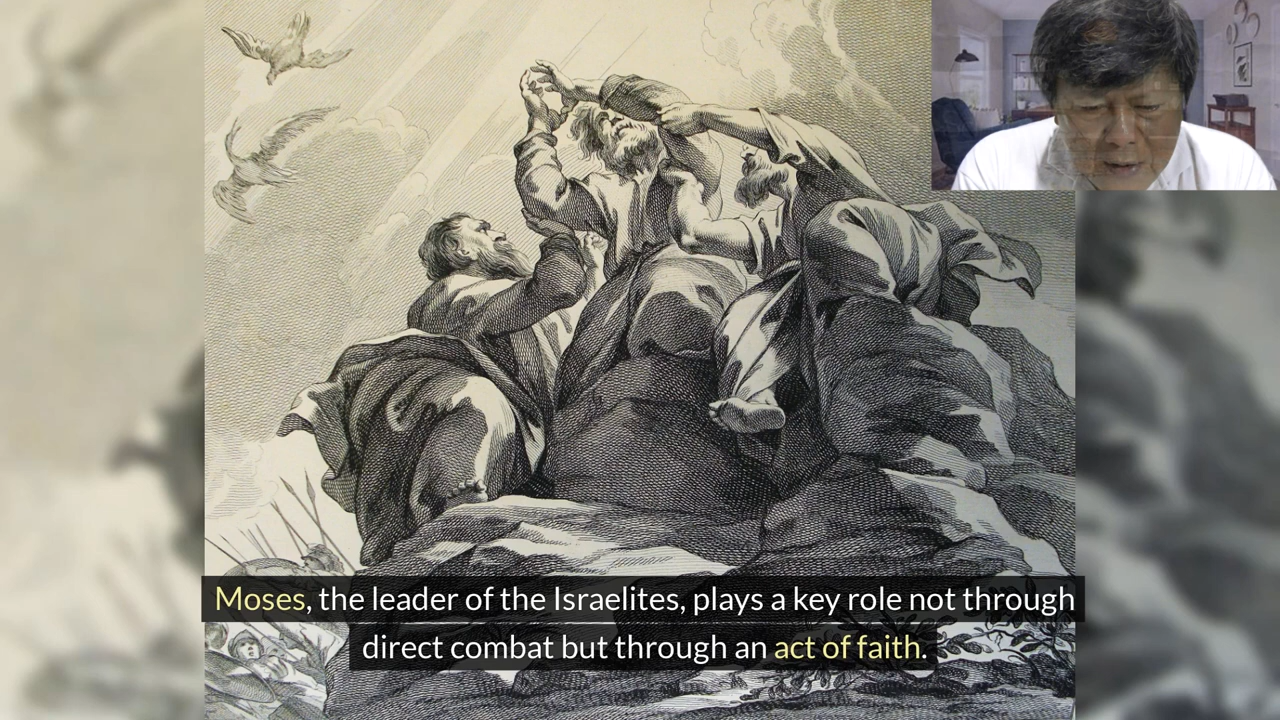 Moses, the leader of the Israelites, plays a key role not through
direct combat but through an act of faith.